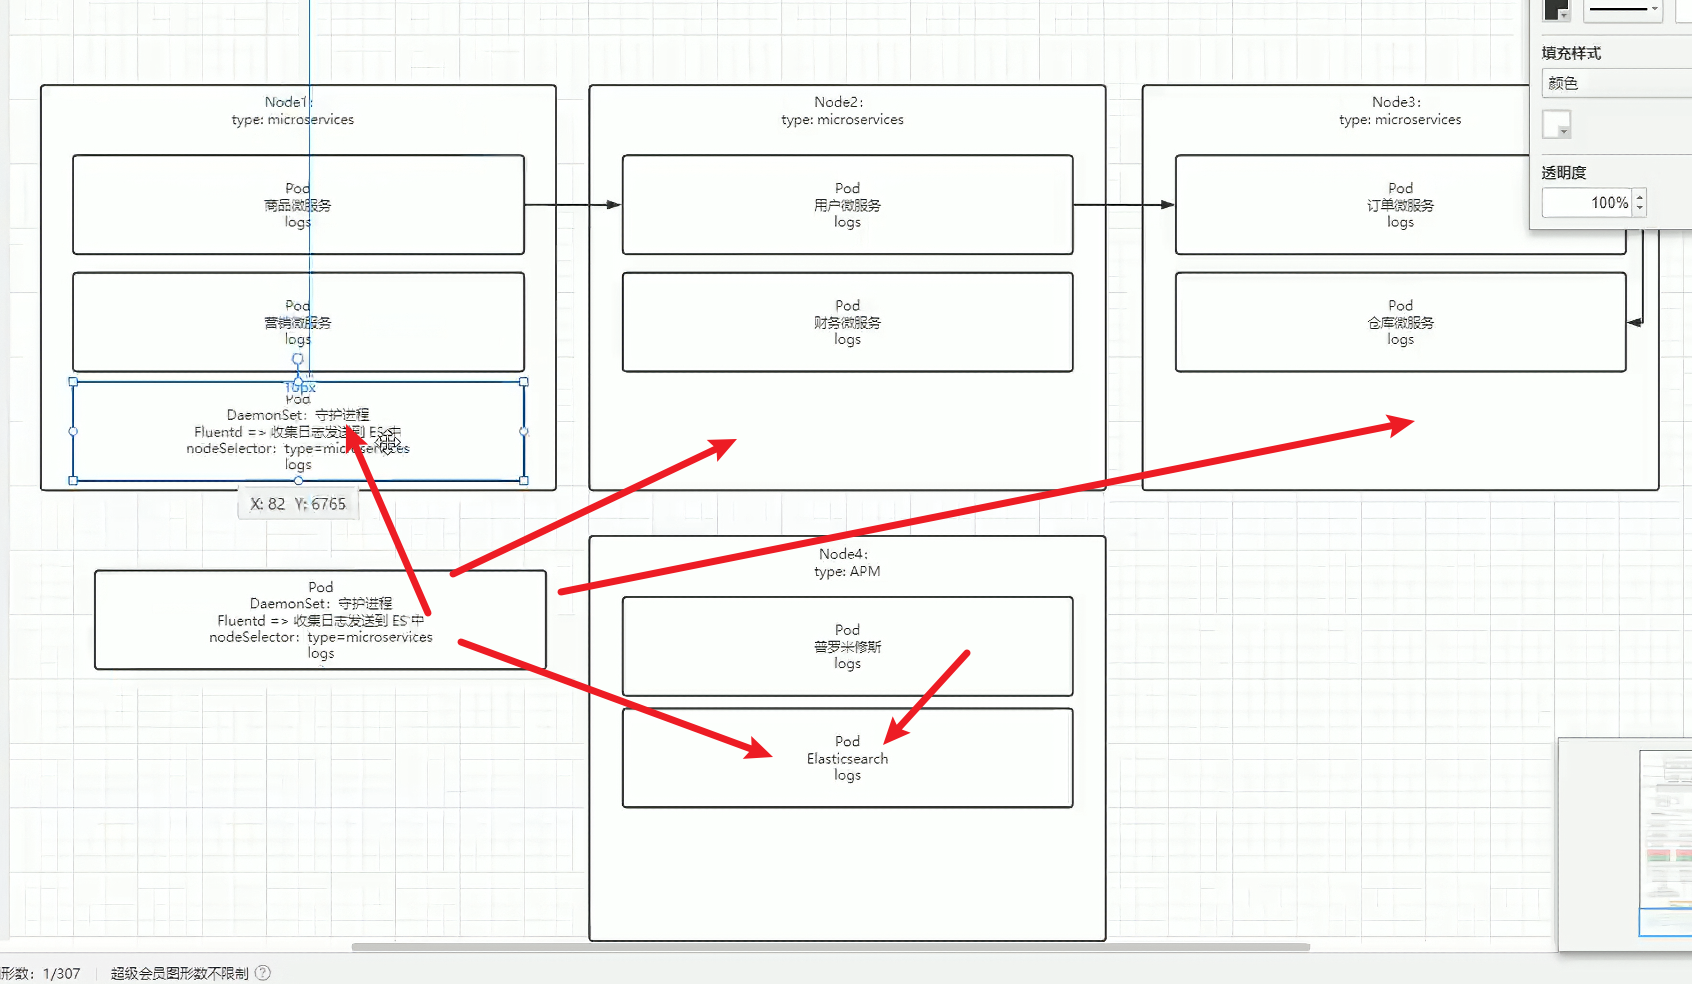 填充样式
颜色
透明度
100%
Node1:
type: microservices
Pod
商品微服务
logs
Pod
营销微服务
logs
10px
Pod
DaemonSet：守护进程
Fluentd => 收集日志发送到 ES 中
nodeSelector：type=microservices
logs
X: 82 Y: 6765
Node2:
type: microservices
Pod
用户微服务
logs
Pod
财务微服务
logs
Node3:
type: microservices
Pod
订单微服务
logs
Pod
仓库微服务
logs
Pod
DaemonSet：守护进程
Fluentd => 收集日志发送到 ES 中
nodeSelector：type=microservices
logs
Node4:
type: APM
Pod
普罗米修斯
logs
Pod
Elasticsearch
logs
形数：1/307
超级会员图形数不限制